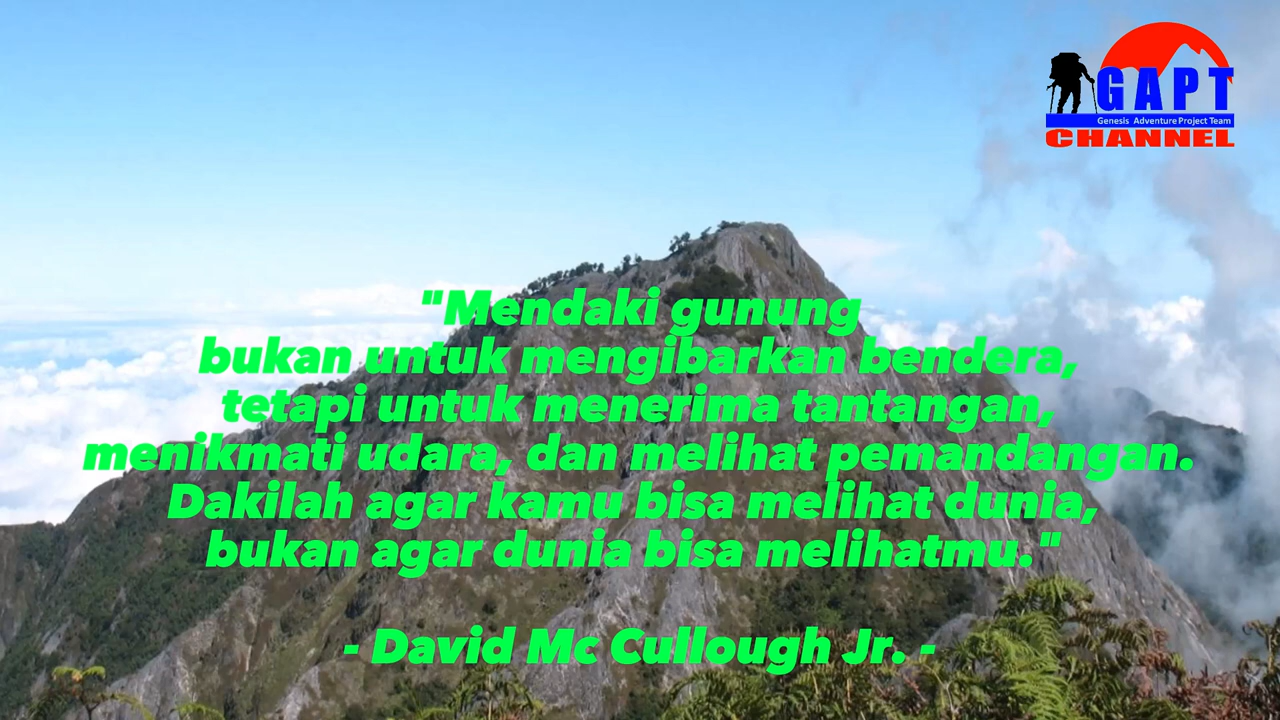 GAPT
Genesis Adventure Project Team
CHANNEL
"Mendaki gunung
bukan untuk mengibarkan bendera,
tetapi untuk menerima tantangan,
menikmati udara, dan melihat pemandangan.
Dakilah agar kamu bisa melihat dunia,
bukan agar dunia bisa melihatmu."
- David Mc Cullough Jr. -